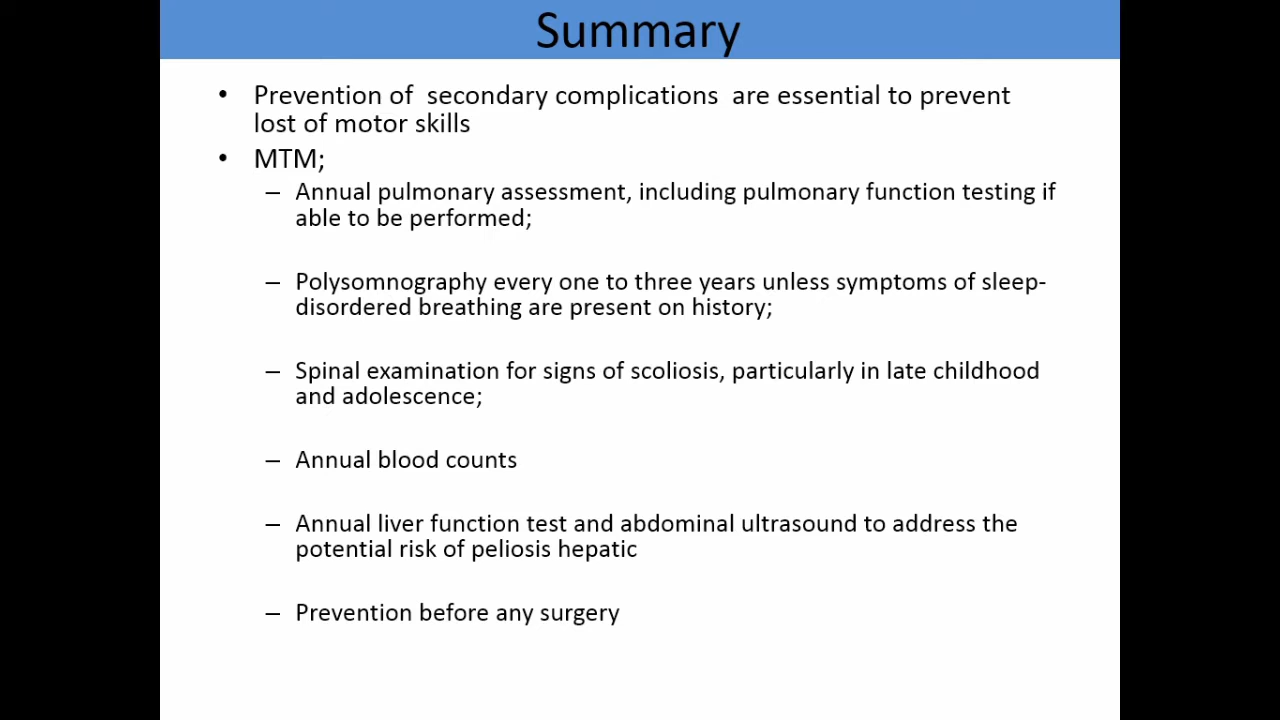 Summary
• Prevention of secondary complications are essential to prevent
lost of motor skills
• MTM;
– Annual pulmonary assessment, including pulmonary function testing if
able to be performed;
– Polysomnography every one to three years unless symptoms of sleep-
disordered breathing are present on history;
– Spinal examination for signs of scoliosis, particularly in late childhood
and adolescence;
– Annual blood counts
– Annual liver function test and abdominal ultrasound to address the
potential risk of peliosis hepatic
– Prevention before any surgery